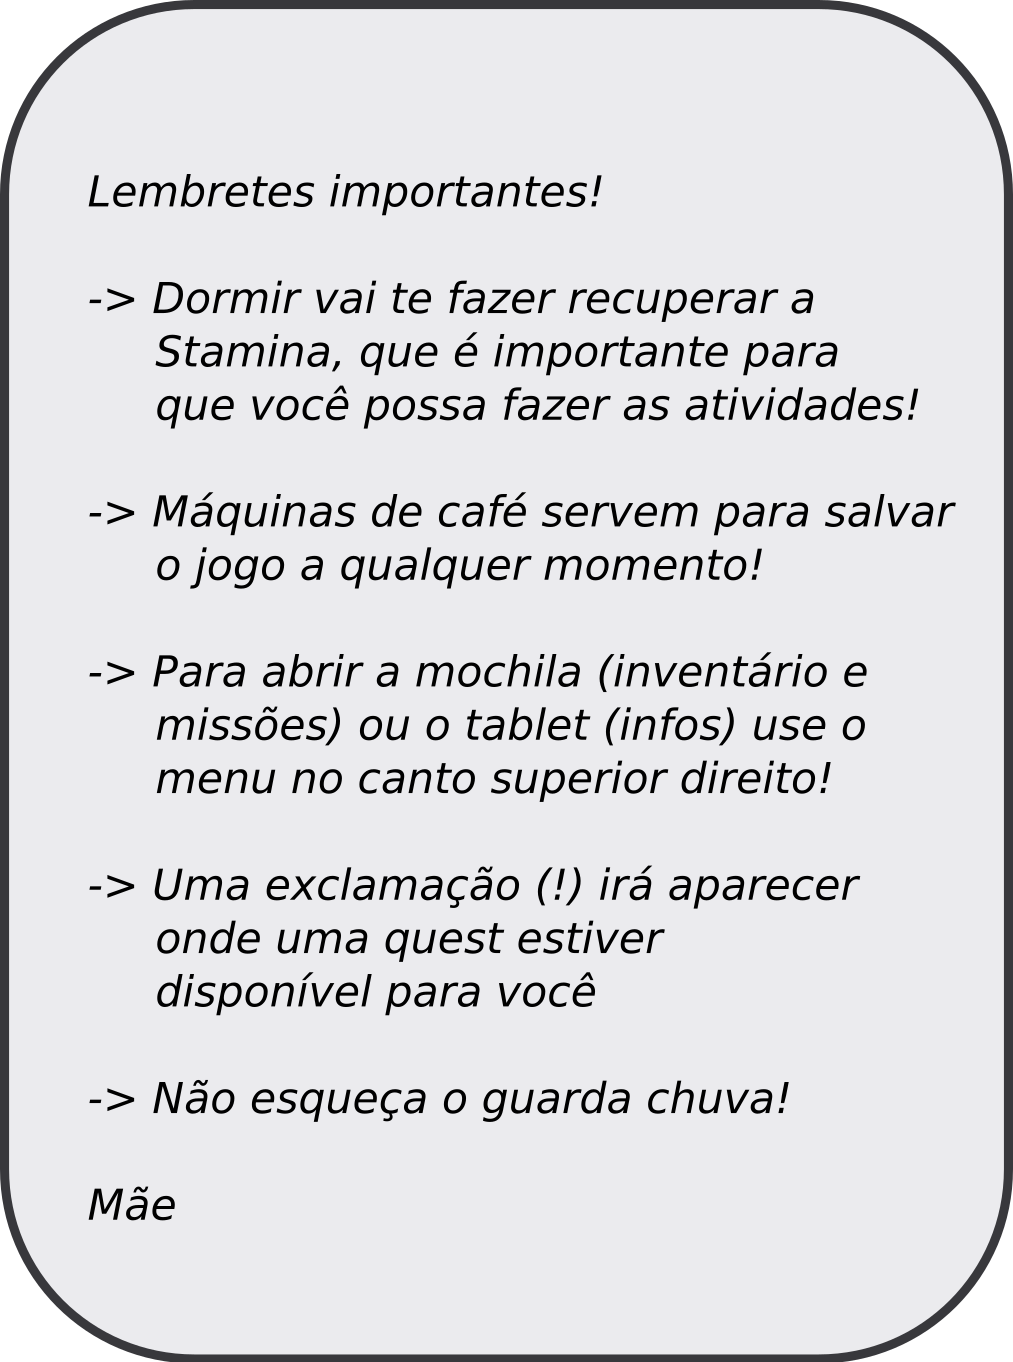 Lembretes importantes!
-> Dormir vai te fazer recuperar a
Stamina, que é importante para
que você possa fazer as atividades!
-> Máquinas de café servem para salvar
o jogo a qualquer momento!
-> Para abrir a mochila (inventário e
missões) ou o tablet (infos) use o
menu no canto superior direito!
-> Uma exclamação (!) irá aparecer
onde uma quest estiver
disponível para você
-> Não esqueça o guarda chuva!
Mãe